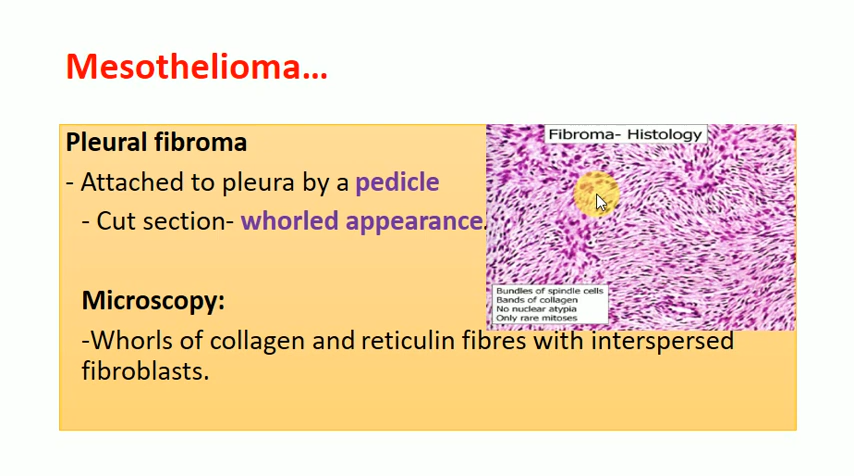 Mesothelioma...
Pleural fibroma
- Attached to pleura by a pedicle
- Cut section- whorled appearance.
Fibroma- Histology
Bundles of spindle cells
Bands of collagen
No nuclear atypia
Only rare mitoses
Microscopy:
-Whorls of collagen and reticulin fibres with interspersed
fibroblasts.